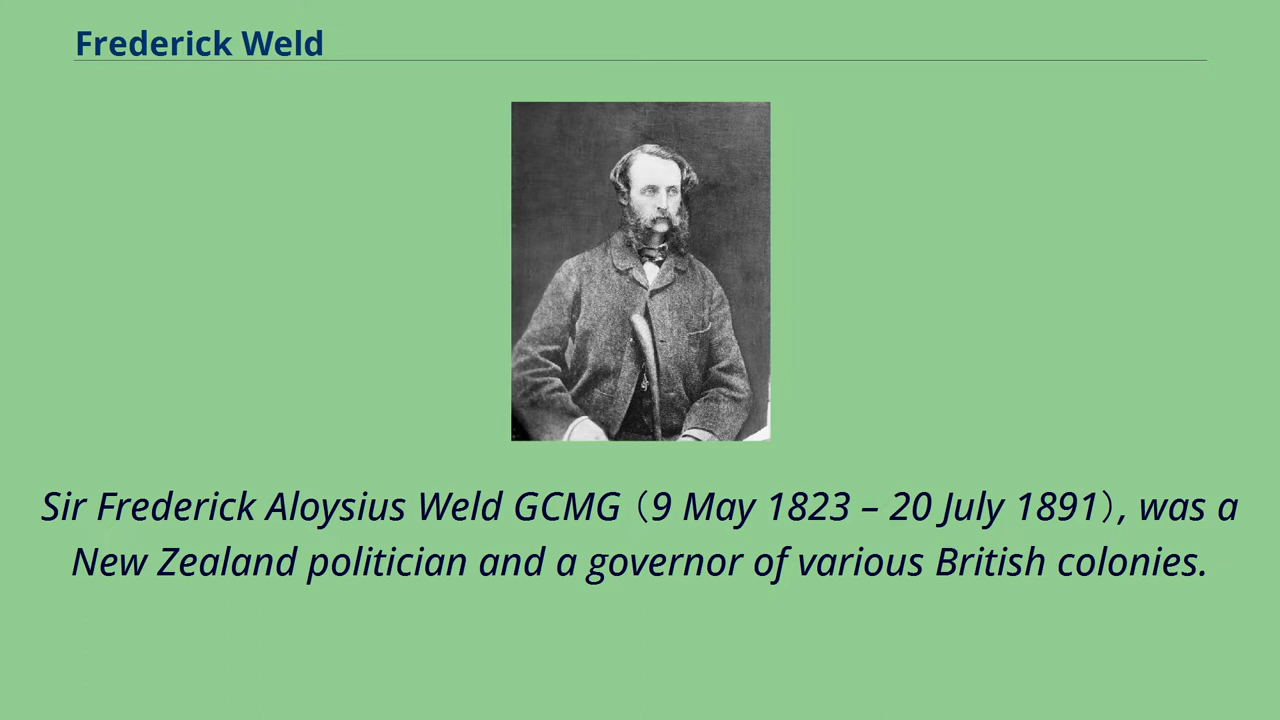 Frederick Weld
Sir Frederick Aloysius Weld GCMG（9 May 1823 – 20 July 1891）, was a
New Zealand politician and a governor of various British colonies.